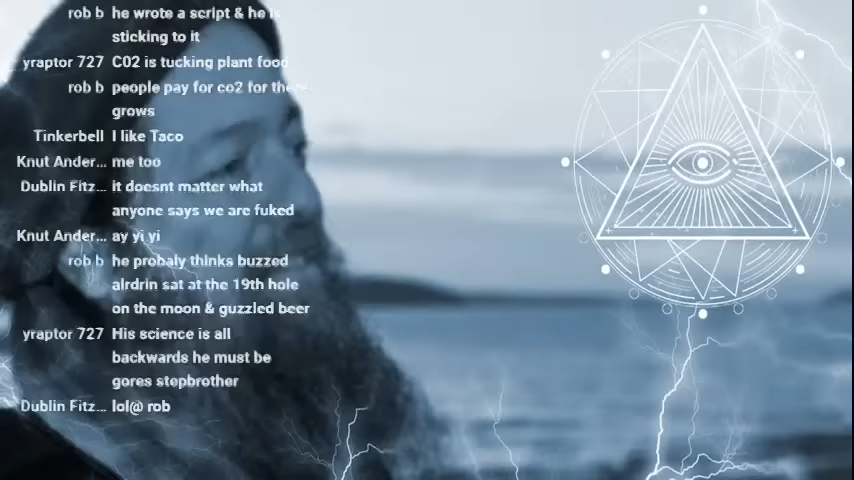 rob b he wrote a script & he is
sticking to it
yraptor 727 C02 is tucking plant food
rob b people pay for co2 for there
grows
Tinkerbell I like Taco
Knut Ander... me too
Dublin Fitz... it doesnt matter what
anyone says we are fuked
Knut Ander... ay yi yi
rob b he probaly thinks buzzed
alrdrin sat at the 19th hole
on the moon & guzzled beer
yraptor 727 His science is all
backwards he must be
gores stepbrother
Dublin Fitz... lol@ rob